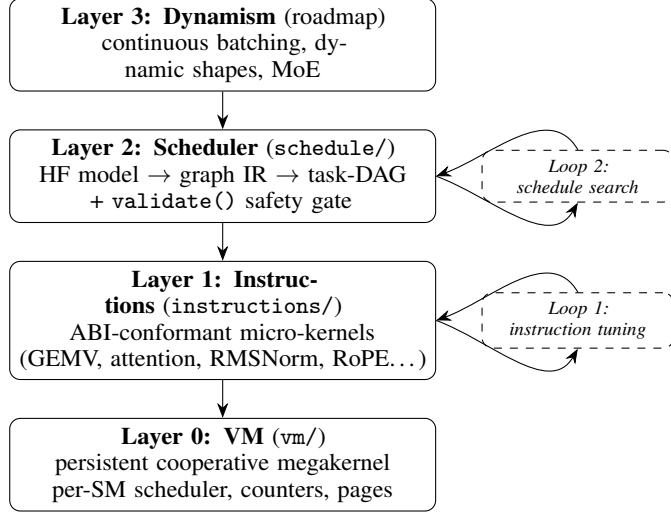 Layer 3: Dynamism (roadmap)
continuous batching, dy-
namic shapes, MoE
Layer 2: Scheduler (schedule/)
HF model → graph IR → task-DAG
+ validate() safety gate
Loop 2:
schedule search
Layer 1: Instruc-
tions (instructions/)
ABI-conformant micro-kernels
(GEMV, attention, RMSNorm, RoPE...)
Loop 1:
instruction tuning
Layer 0: VM (vm/)
persistent cooperative megakernel
per-SM scheduler, counters, pages